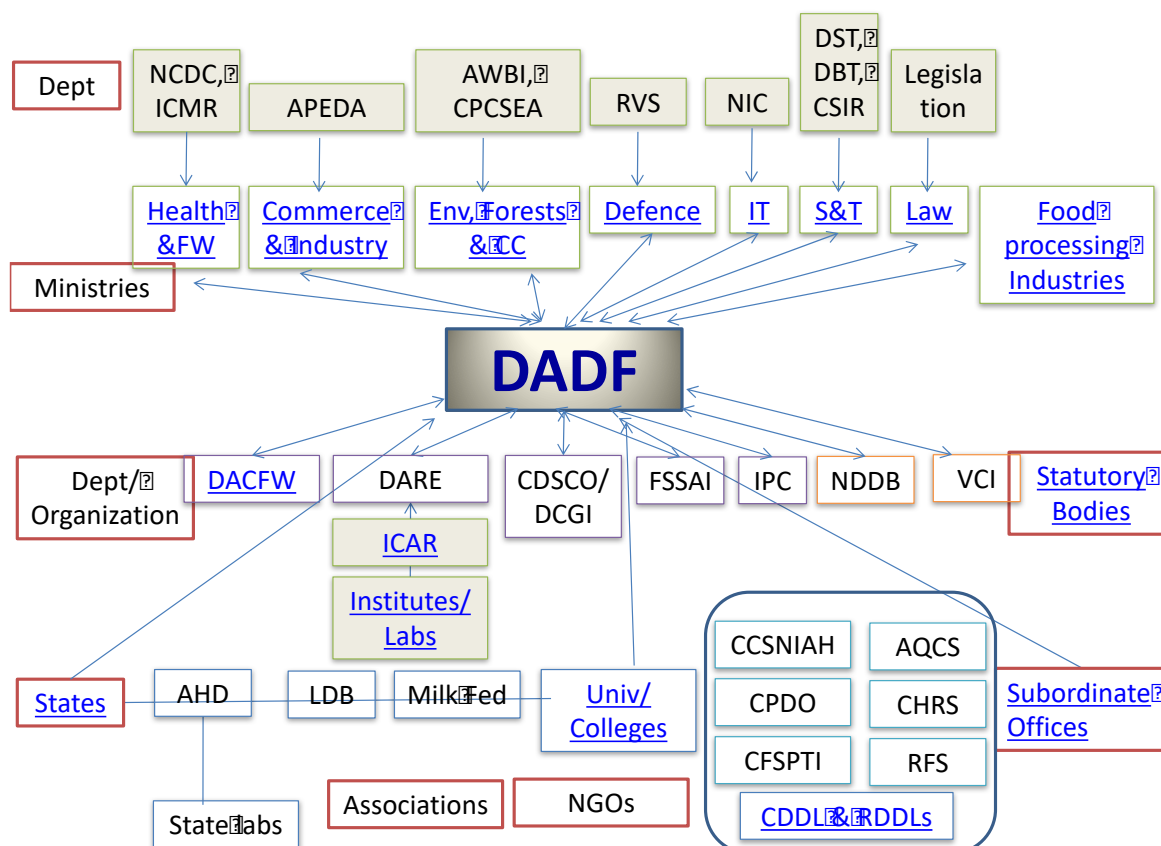 Dept
NCDC,
ICMR
APEDA
AWBI,
CPCSEA
RVS
NIC
DST,
DBT,
CSIR
Legisla
tion
Health
&FW
Commerce
& Industry
Env, Forests
& CC
Defence
IT
S&T
Law
Food
processing
Industries
Ministries
DADF
Dept/
Organization
DACFW
DARE
CDSCO/
DCGI
FSSAI
IPC
NDDB
VCI
Statutory
Bodies
ICAR
Institutes/
Labs
States
AHD
LDB
Milk Fed
Univ/
Colleges
CCSNIAH
AQCS
CPDO
CHRS
CFSPTI
RFS
CDDL & RDDLs
Subordinate
Offices
State labs
Associations
NGOs